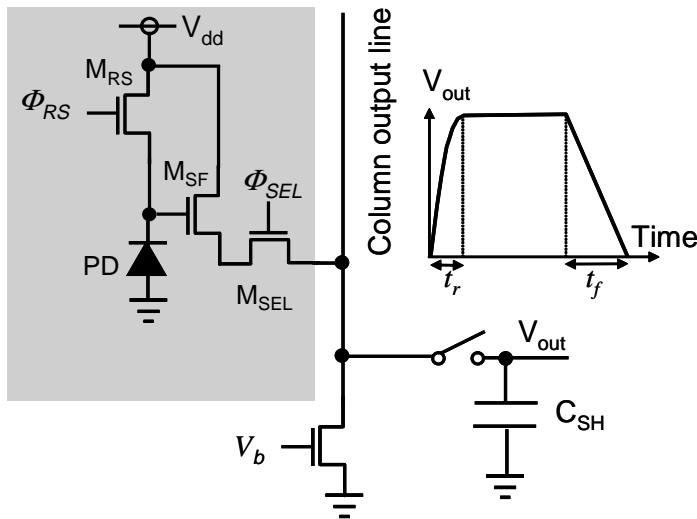 V_dd
M_RS
Φ_RS
M_SF
Φ_SEL
PD
M_SEL
Column output line
V_out
Time
t_r
t_f
V_out
C_SH
V_b